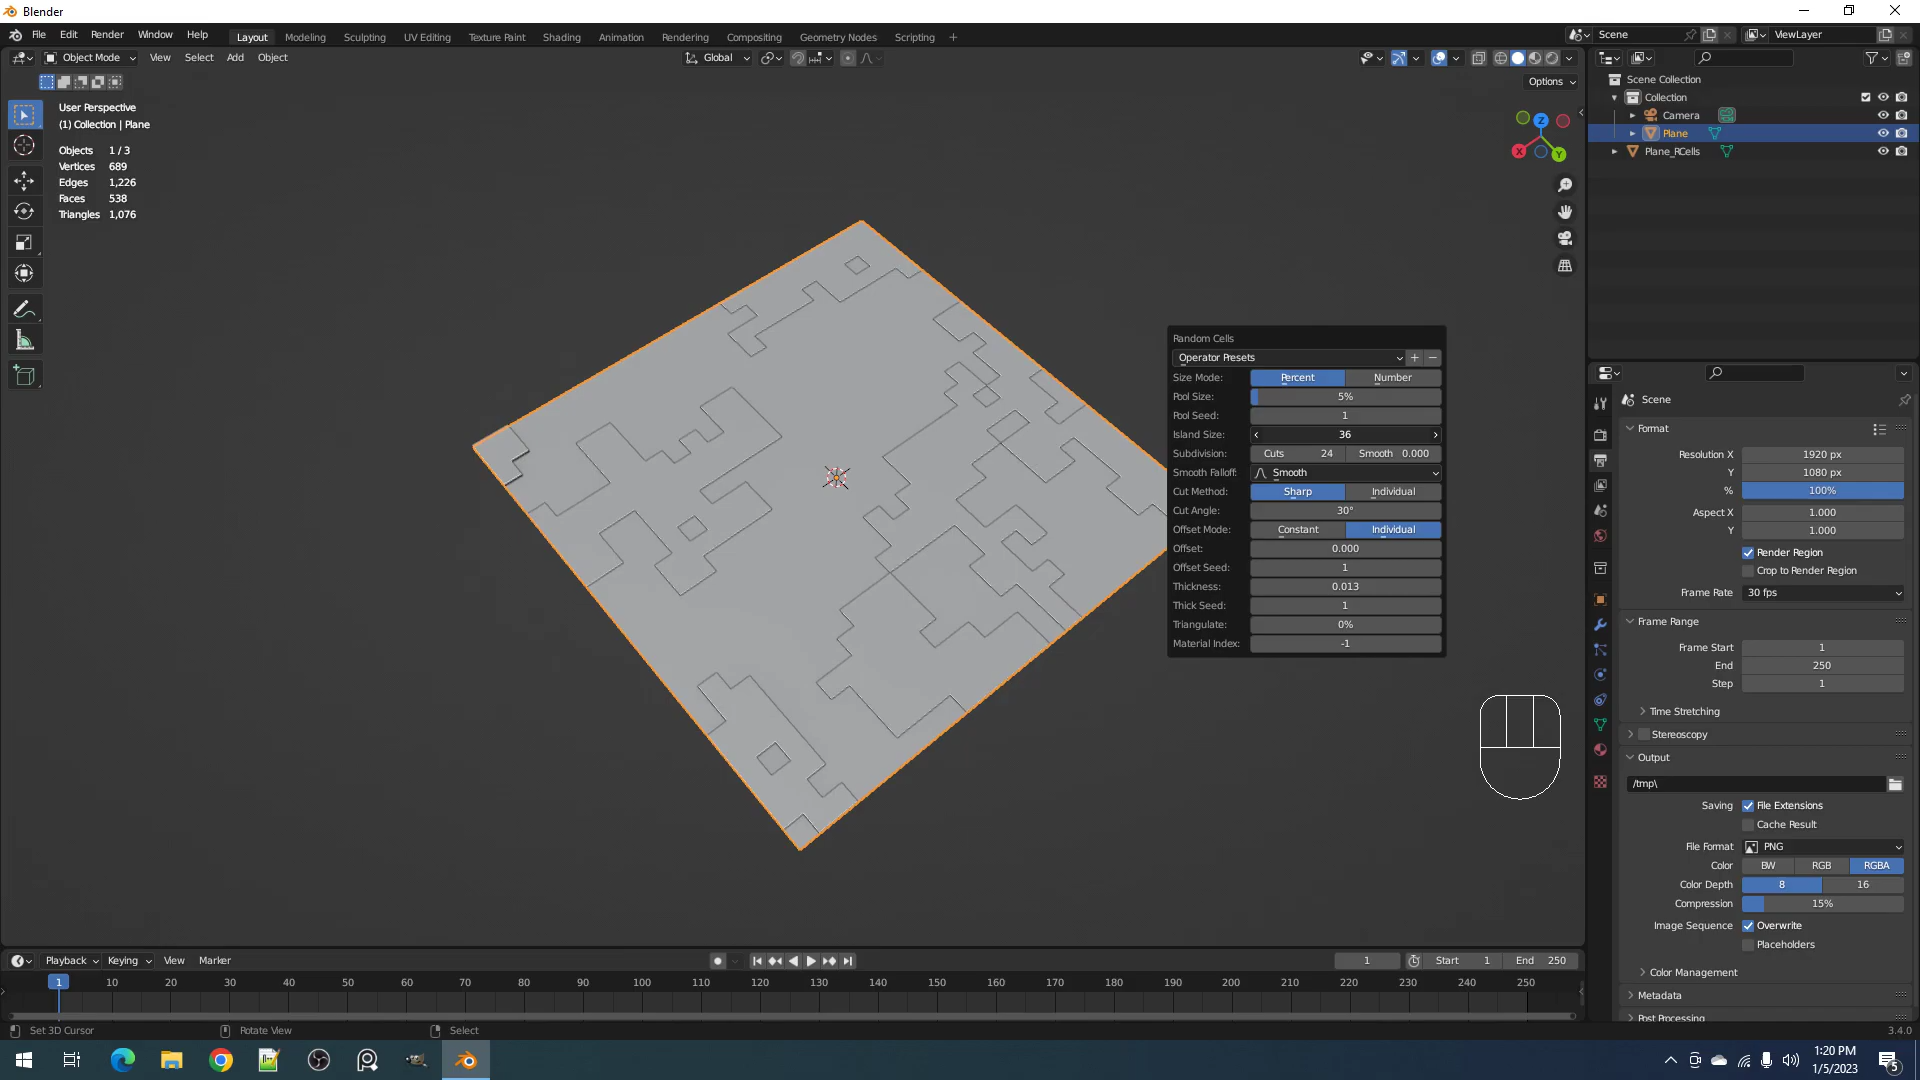 Blender
File Edit Render Window Help
Layout Modeling Sculpting UV Editing Texture Paint Shading Animation Rendering Compositing Geometry Nodes Scripting +
Scene
ViewLayer
Object Mode View Select Add Object
Global
Options
User Perspective
(1) Collection | Plane
Objects 1 / 3
Vertices 689
Edges 1,226
Faces 538
Triangles 1,076
Z
X
Y
Scene Collection
Collection
Camera
Plane
Plane_RCells
Random Cells
Operator Presets
Size Mode: Percent Number
Pool Size: 5%
Pool Seed: 1
Island Size: 36
Subdivision: Cuts 24 Smooth 0.000
Smooth Falloff: Smooth
Cut Method: Sharp Individual
Cut Angle: 30°
Offset Mode: Constant Individual
Offset: 0.000
Offset Seed: 1
Thickness: 0.013
Thick Seed: 1
Triangulate: 0%
Material Index: -1
Scene
Format
Resolution X 1920 px
Y 1080 px
% 100%
Aspect X 1.000
Y 1.000
Render Region
Crop to Render Region
Frame Rate 30 fps
Frame Range
Frame Start 1
End 250
Step 1
Time Stretching
Stereoscopy
Output
/tmp\
Saving File Extensions
Cache Result
File Format PNG
Color BW RGB RGBA
Color Depth 8 16
Compression 15%
Image Sequence Overwrite
Placeholders
Color Management
Metadata
Post Processing
Playback Keying View Marker
1 Start 1 End 250
1 10 20 30 40 50 60 70 80 90 100 110 120 130 140 150 160 170 180 190 200 210 220 230 240 250
Set 3D Cursor Rotate View Select
3.4.0
1:20 PM
1/5/2023
5